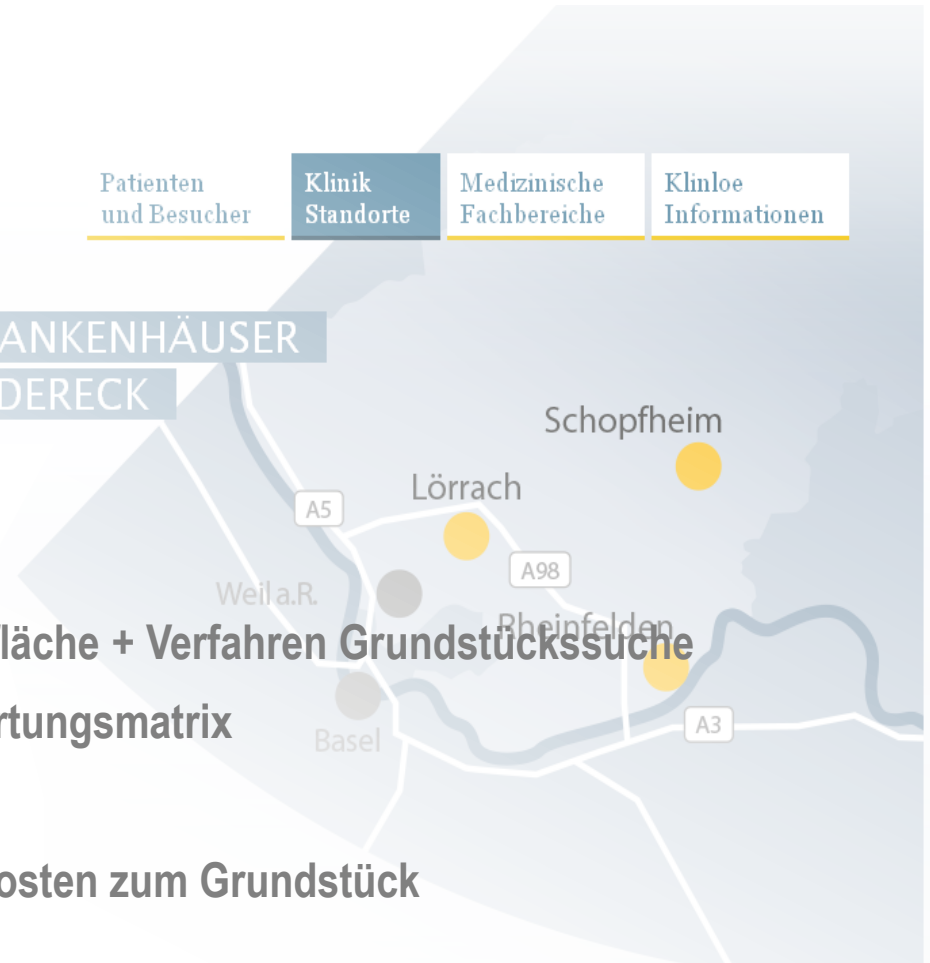 Patienten
und Besucher
Klinik
Standorte
Medizinische
Fachbereiche
Klinloe
Informationen
ANKENHÄUSER
DERECK
Schopfheim
Lörrach
A5
A98
Weil a.R.
Rheinfelden
läche + Verfahren Grundstückssuche
rtungsmatrix
A3
Basel
osten zum Grundstück